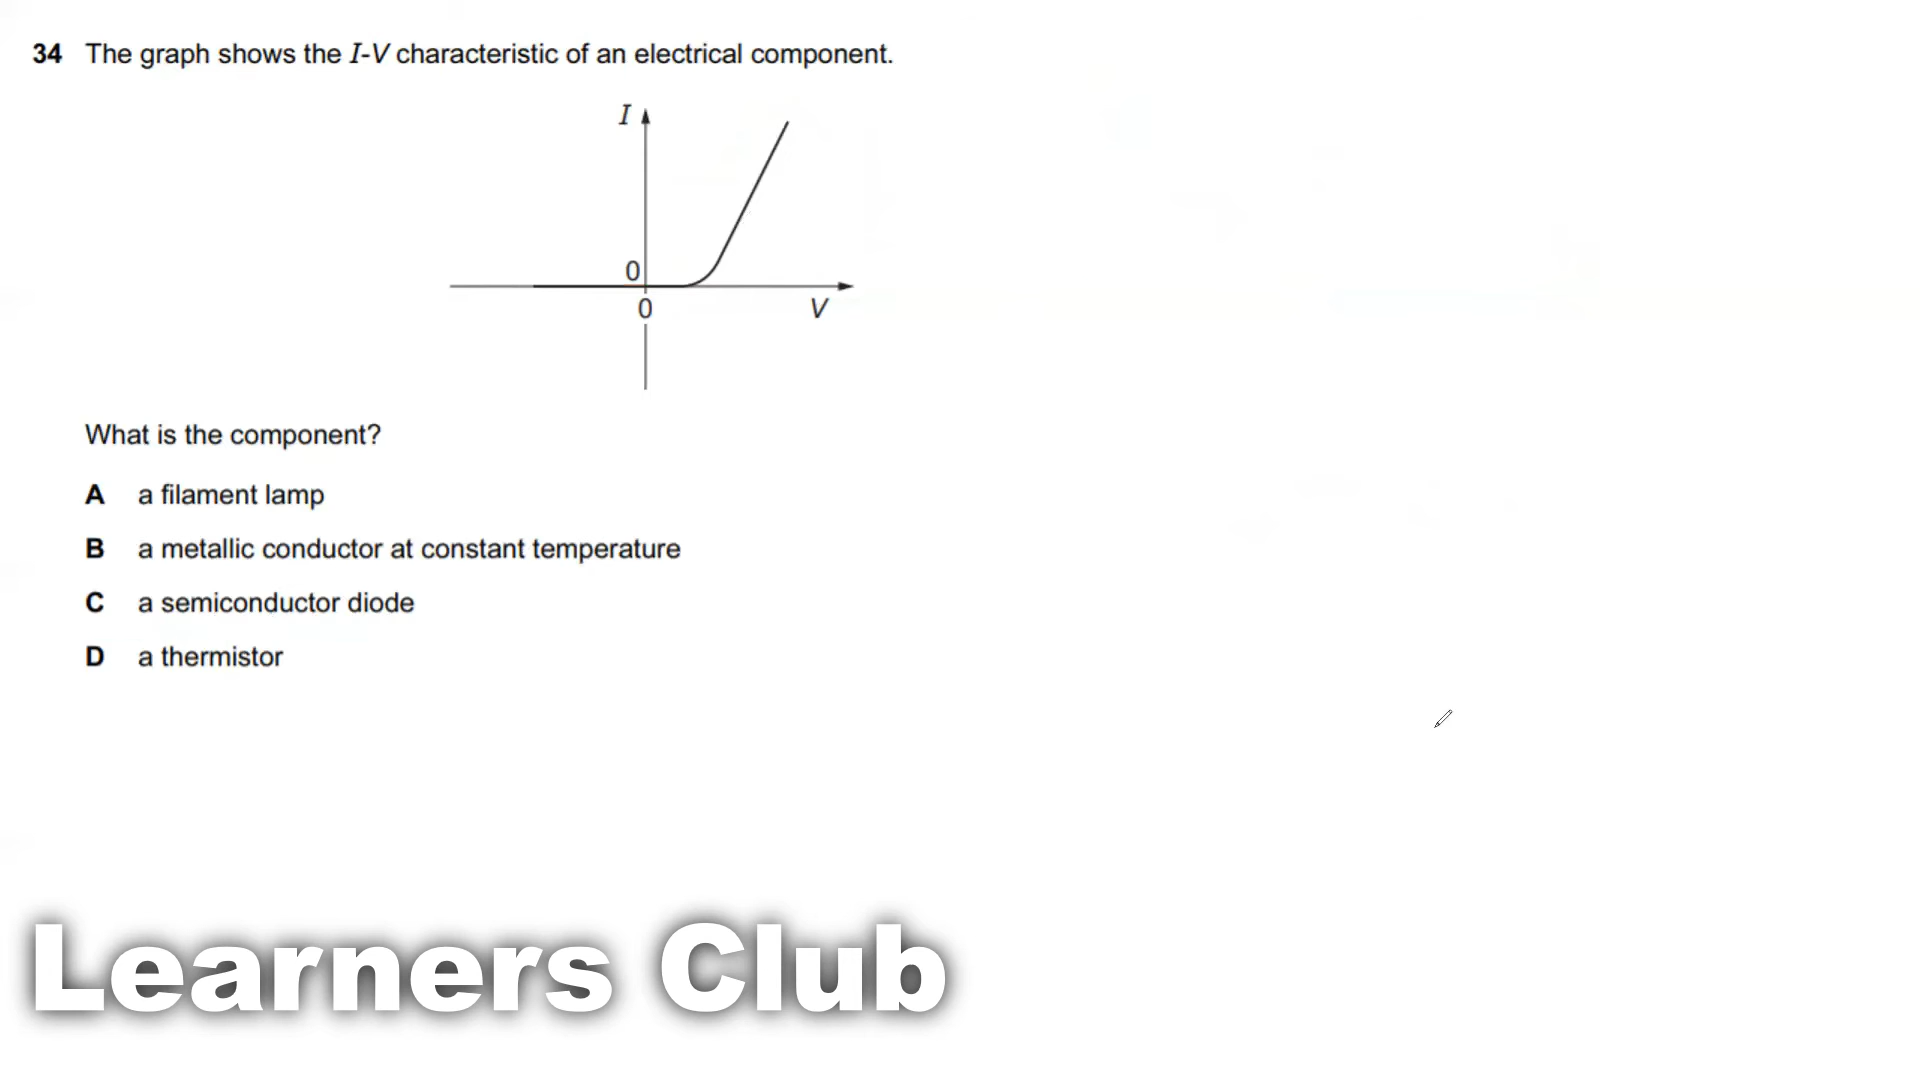 34 The graph shows the I-V characteristic of an electrical component.
I
0
0
V
What is the component?
A a filament lamp
B a metallic conductor at constant temperature
C a semiconductor diode
D a thermistor
Learners Club